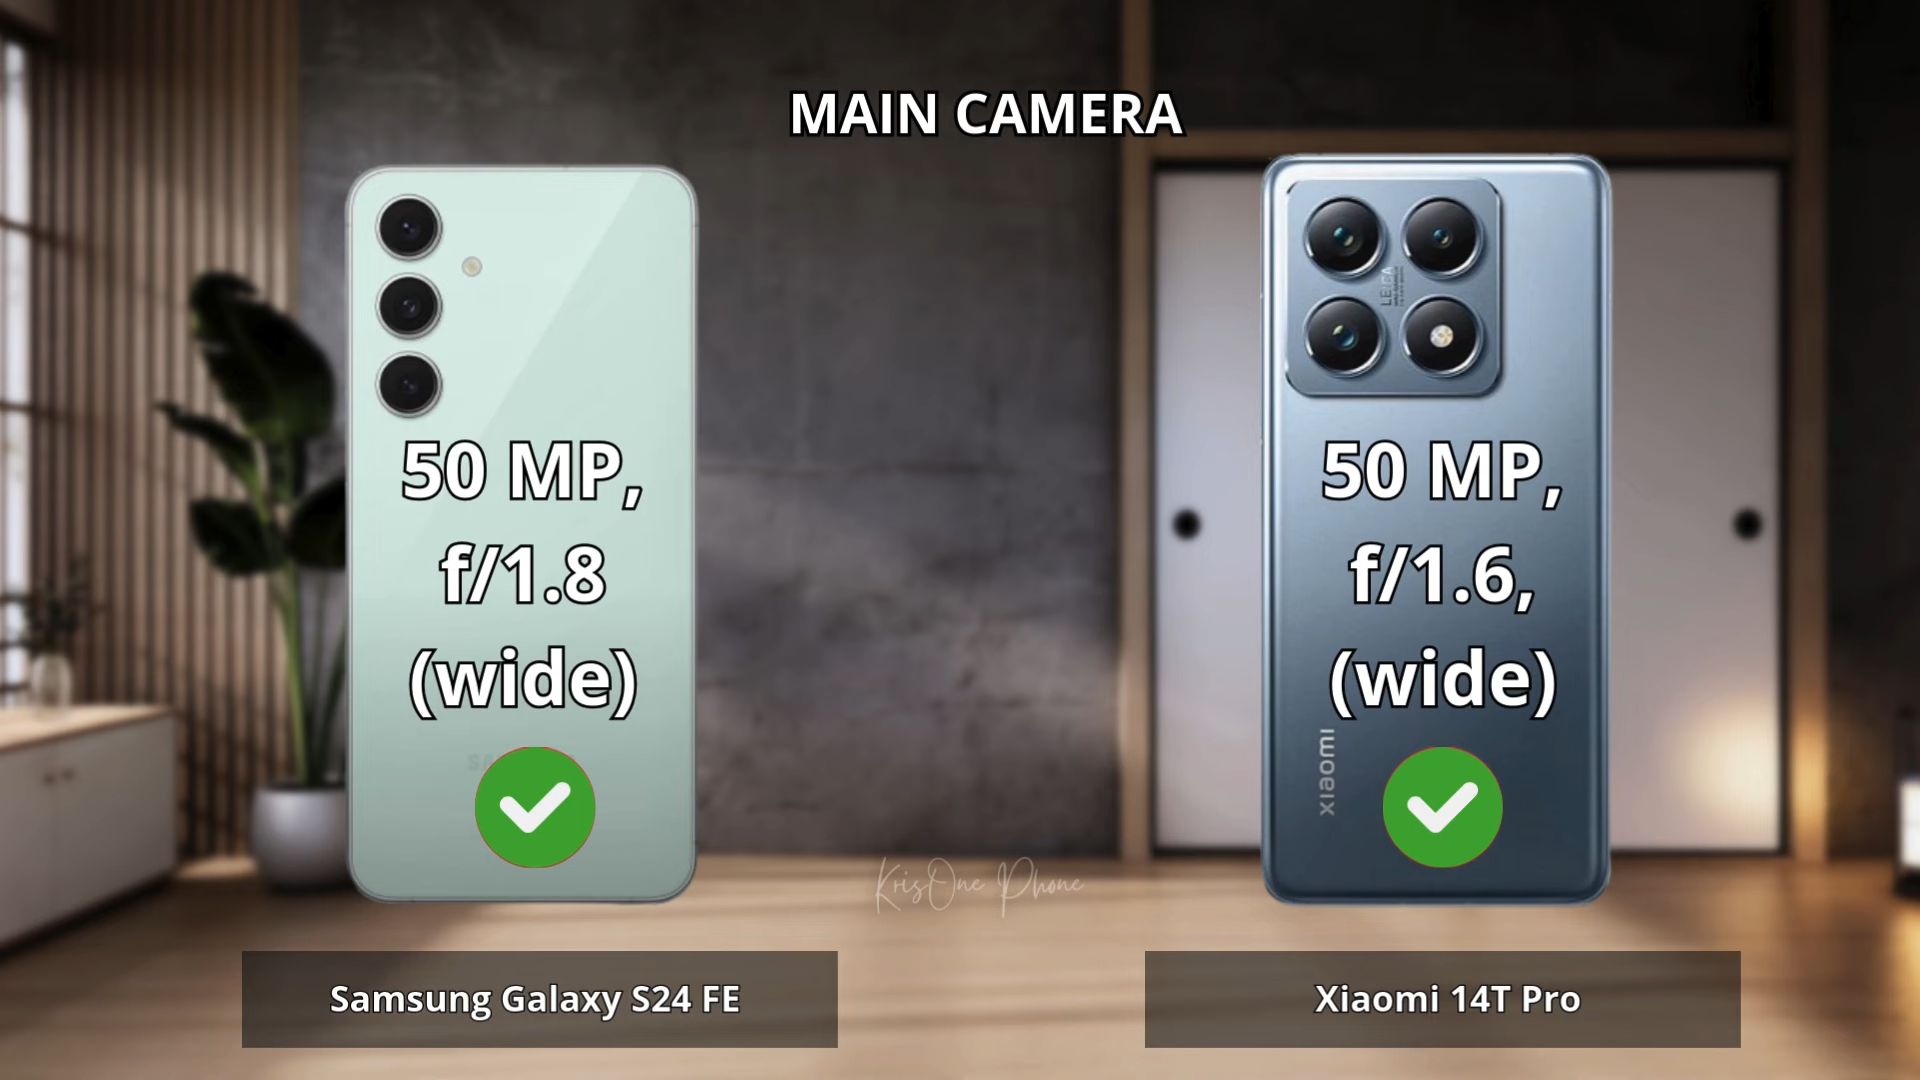 MAIN CAMERA
LEICA
50 MP,
f/1.8
(wide)
50 MP,
f/1.6,
(wide)
xiaomi
KrisOne Phone
Samsung Galaxy S24 FE
Xiaomi 14T Pro